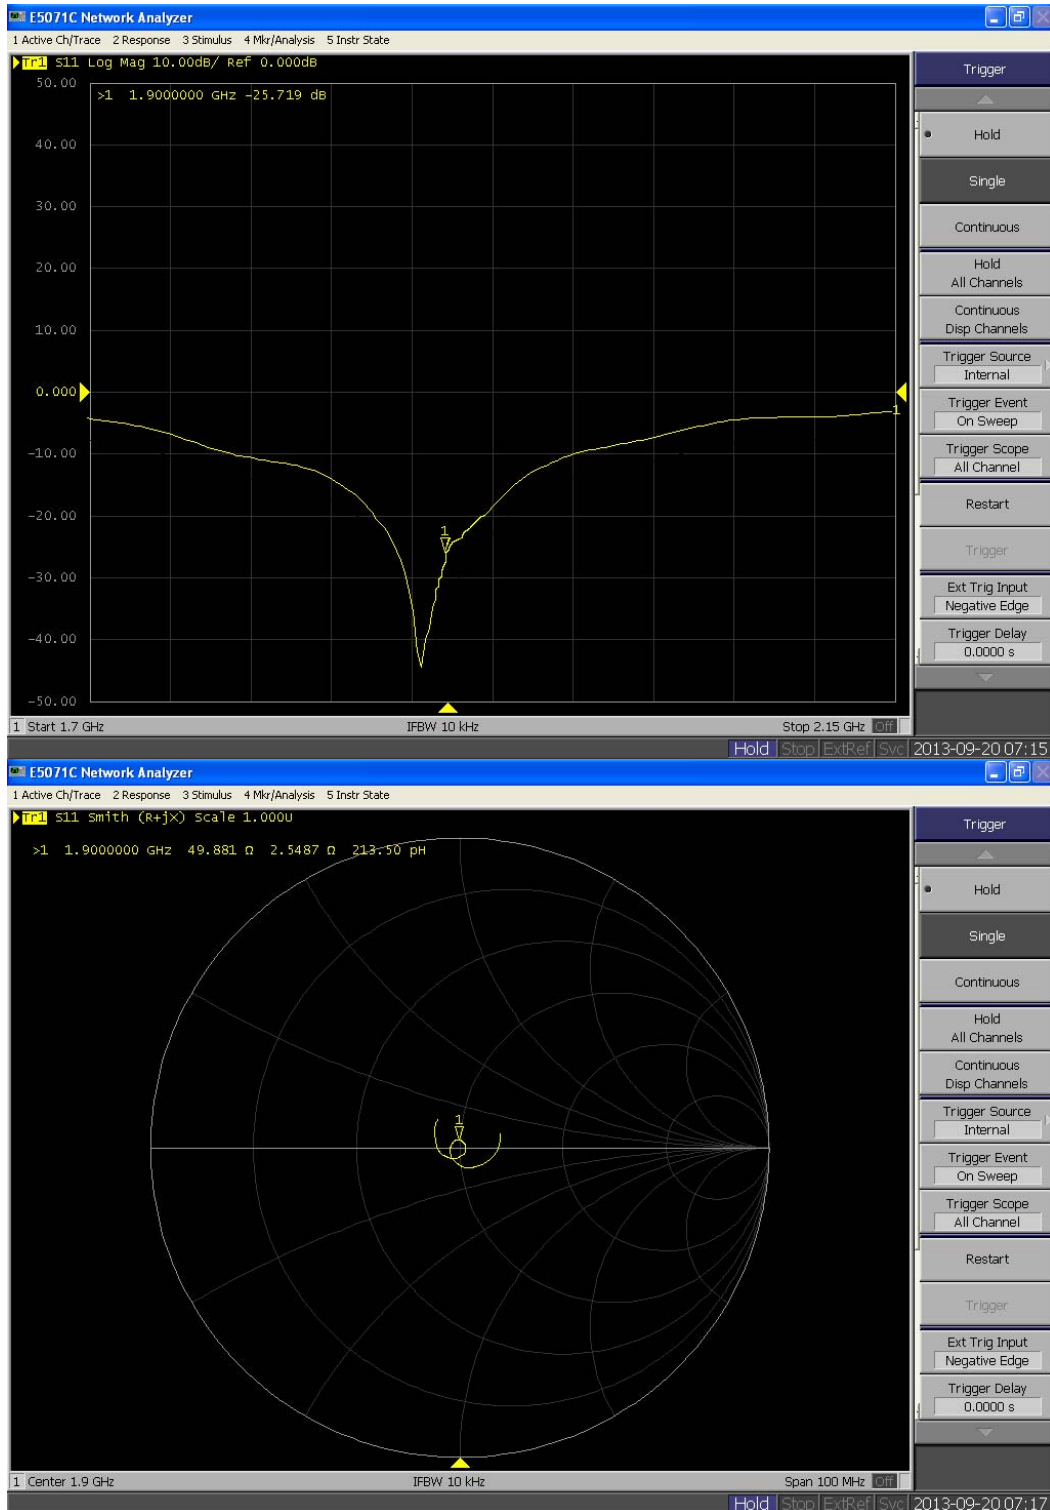 E5071C Network Analyzer
1 Active Ch/Trace 2 Response 3 Stimulus 4 Mkr/Analysis 5 Instr State
Tr1 S11 Log Mag 10.00dB/ Ref 0.000dB
>1 1.9000000 GHz -25.719 dB
50.00
40.00
30.00
20.00
10.00
0.000
-10.00
-20.00
-30.00
-40.00
-50.00
1
1
Trigger
Hold
Single
Continuous
Hold
All Channels
Continuous
Disp Channels
Trigger Source
Internal
Trigger Event
On Sweep
Trigger Scope
All Channel
Restart
Trigger
Ext Trig Input
Negative Edge
Trigger Delay
0.0000 s
1 Start 1.7 GHz IFBW 10 kHz Stop 2.15 GHz Off
Hold Stop ExtRef Svc 2013-09-20 07:15
E5071C Network Analyzer
1 Active Ch/Trace 2 Response 3 Stimulus 4 Mkr/Analysis 5 Instr State
Tr1 S11 Smith (R+jX) Scale 1.000U
>1 1.9000000 GHz 49.881 Ω 2.5487 Ω 213.50 pH
1
Trigger
Hold
Single
Continuous
Hold
All Channels
Continuous
Disp Channels
Trigger Source
Internal
Trigger Event
On Sweep
Trigger Scope
All Channel
Restart
Trigger
Ext Trig Input
Negative Edge
Trigger Delay
0.0000 s
1 Center 1.9 GHz IFBW 10 kHz Span 100 MHz Off
Hold Stop ExtRef Svc 2013-09-20 07:17